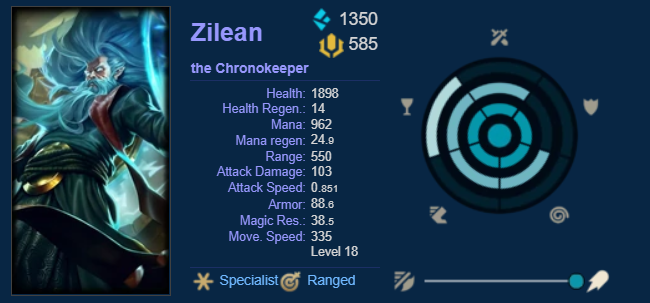 Zilean
1350
585
the Chronokeeper
Health: 1898
Health Regen.: 14
Mana: 962
Mana regen: 24.9
Range: 550
Attack Damage: 103
Attack Speed: 0.851
Armor: 88.6
Magic Res.: 38.5
Move. Speed: 335
Level 18
Specialist Ranged